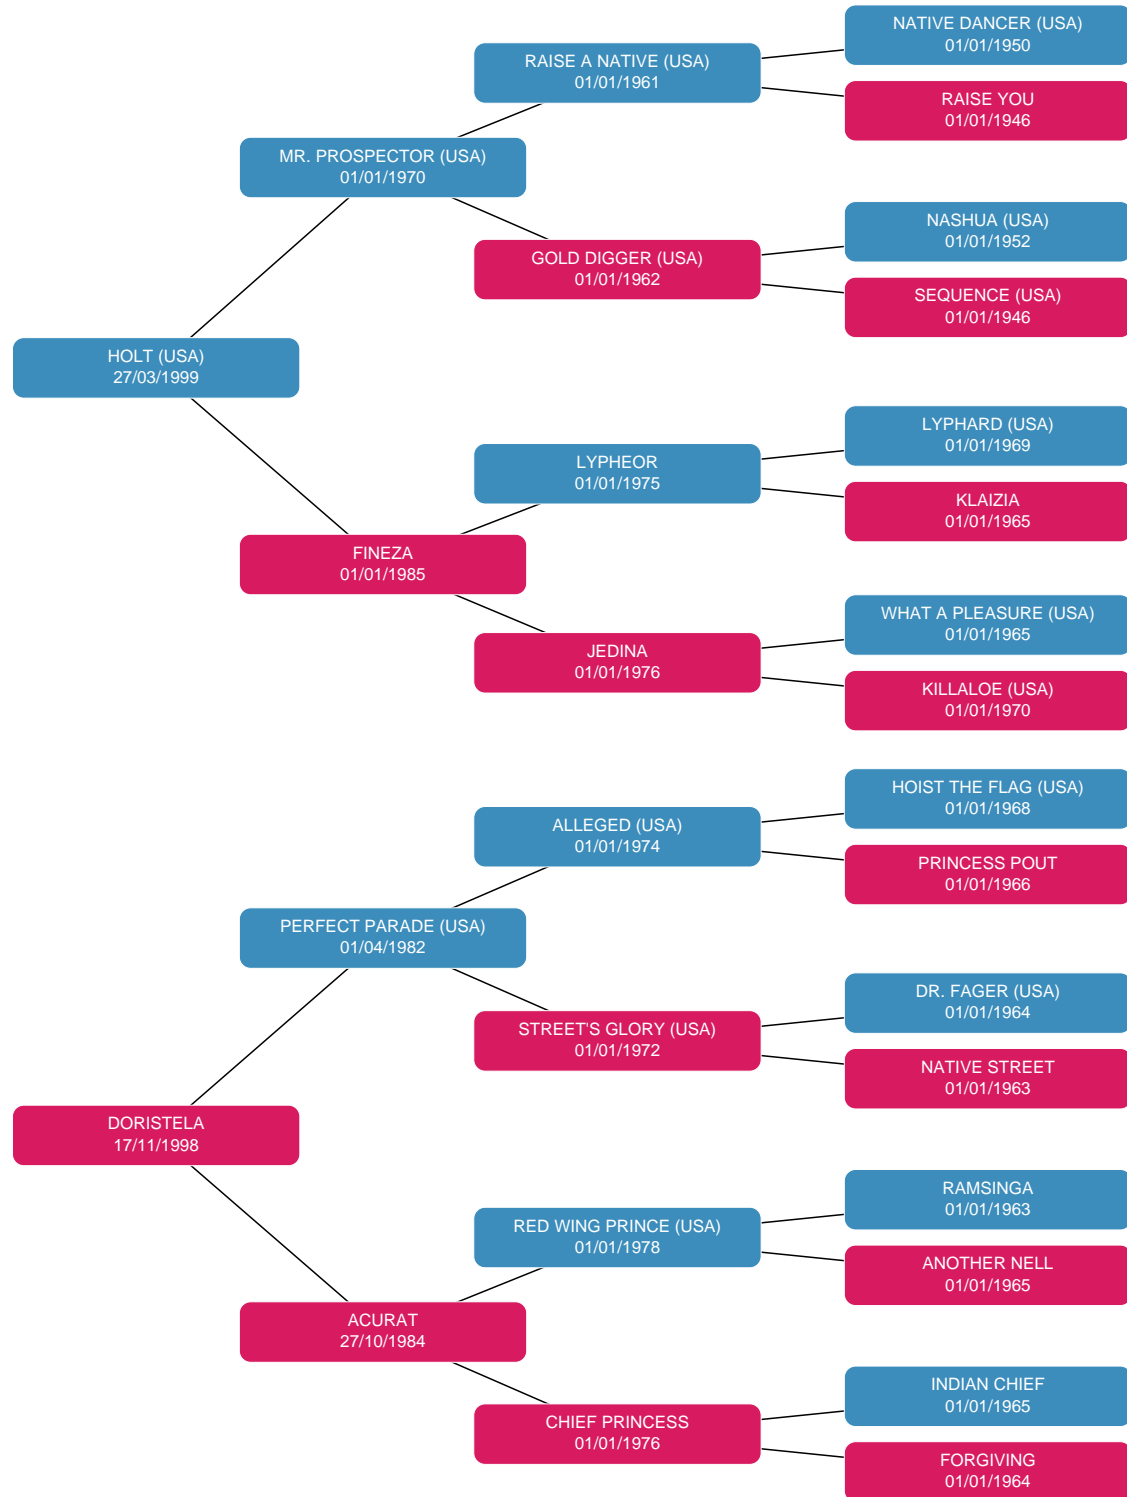 NATIVE DANCER (USA)
01/01/1950
RAISE A NATIVE (USA)
01/01/1961
RAISE YOU
01/01/1946
MR. PROSPECTOR (USA)
01/01/1970
NASHUA (USA)
01/01/1952
GOLD DIGGER (USA)
01/01/1962
SEQUENCE (USA)
01/01/1946
HOLT (USA)
27/03/1999
LYPHARD (USA)
01/01/1969
LYPHEOR
01/01/1975
KLAIZIA
01/01/1965
FINEZA
01/01/1985
WHAT A PLEASURE (USA)
01/01/1965
JEDINA
01/01/1976
KILLALOE (USA)
01/01/1970
HOIST THE FLAG (USA)
01/01/1968
ALLEGED (USA)
01/01/1974
PRINCESS POUT
01/01/1966
PERFECT PARADE (USA)
01/04/1982
DR. FAGER (USA)
01/01/1964
STREET'S GLORY (USA)
01/01/1972
NATIVE STREET
01/01/1963
DORISTELA
17/11/1998
RAMSINGA
01/01/1963
RED WING PRINCE (USA)
01/01/1978
ANOTHER NELL
01/01/1965
ACURAT
27/10/1984
INDIAN CHIEF
01/01/1965
CHIEF PRINCESS
01/01/1976
FORGIVING
01/01/1964